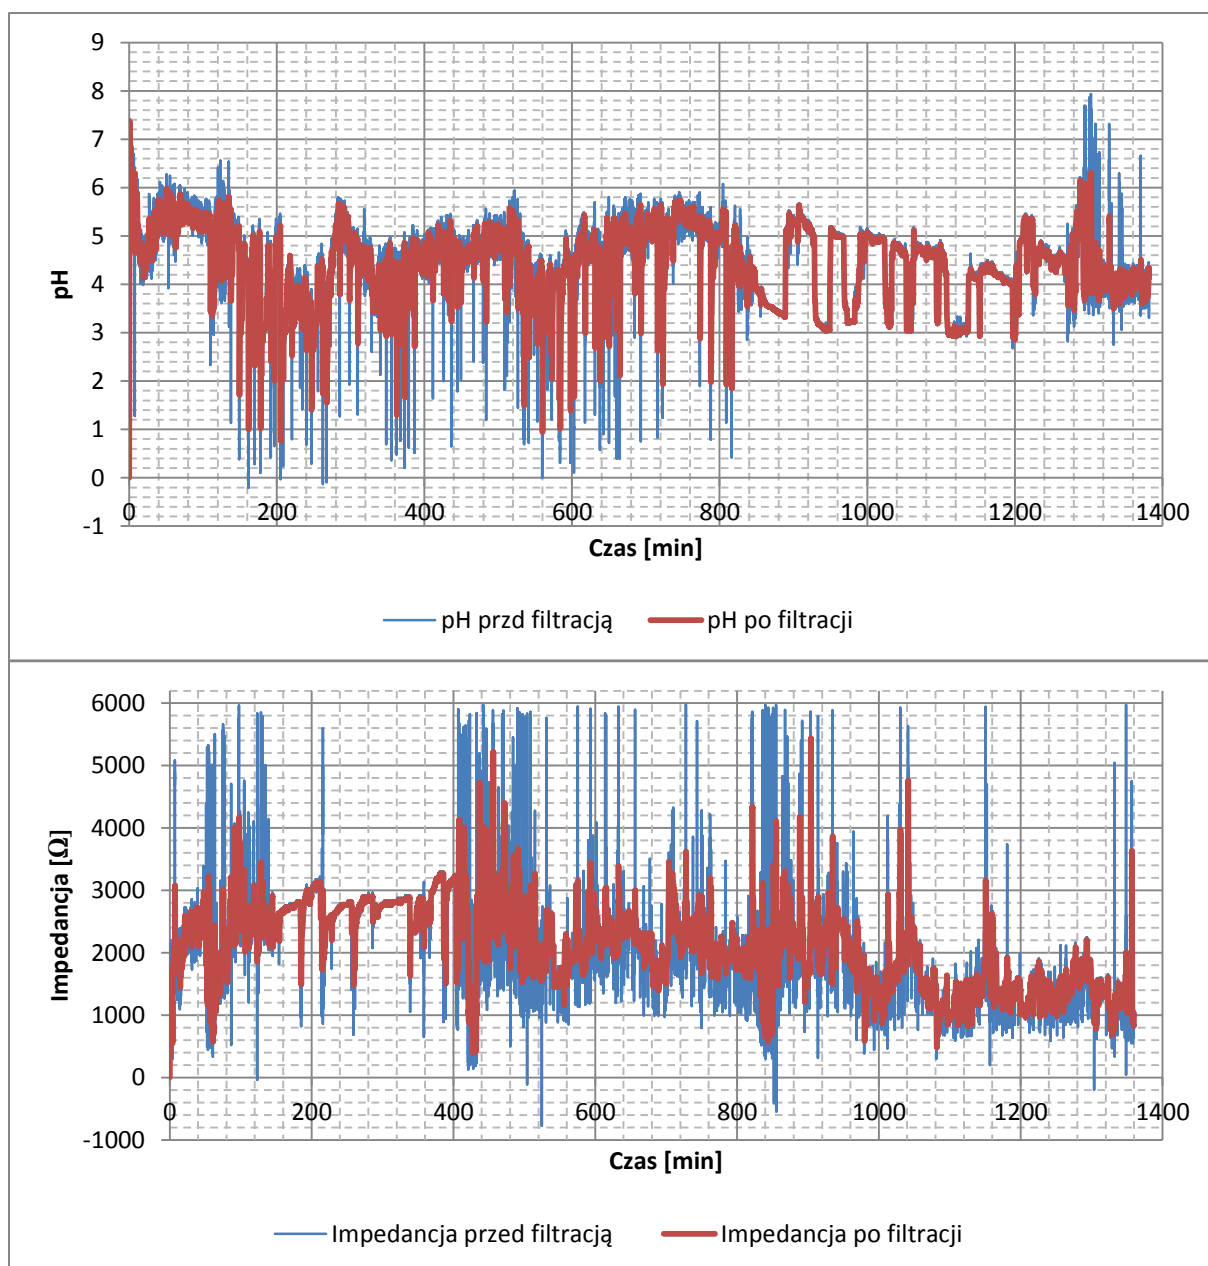 9
8
7
6
5
4
3
2
1
0
-1
pH
0 200 400 600 800 1000 1200 1400
Czas [min]
pH przd filtracją pH po filtracji
6000
5000
4000
3000
2000
1000
0
-1000
Impedancja [Ω]
0 200 400 600 800 1000 1200 1400
Czas [min]
Impedancja przed filtracją Impedancja po filtracji